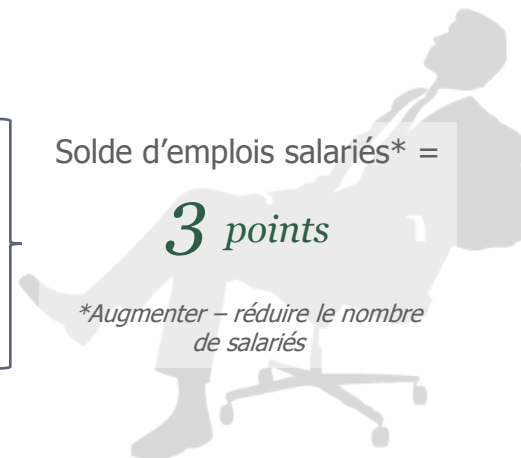 Solde d'emplois salariés* =
3 points
*Augmenter – réduire le nombre
de salariés